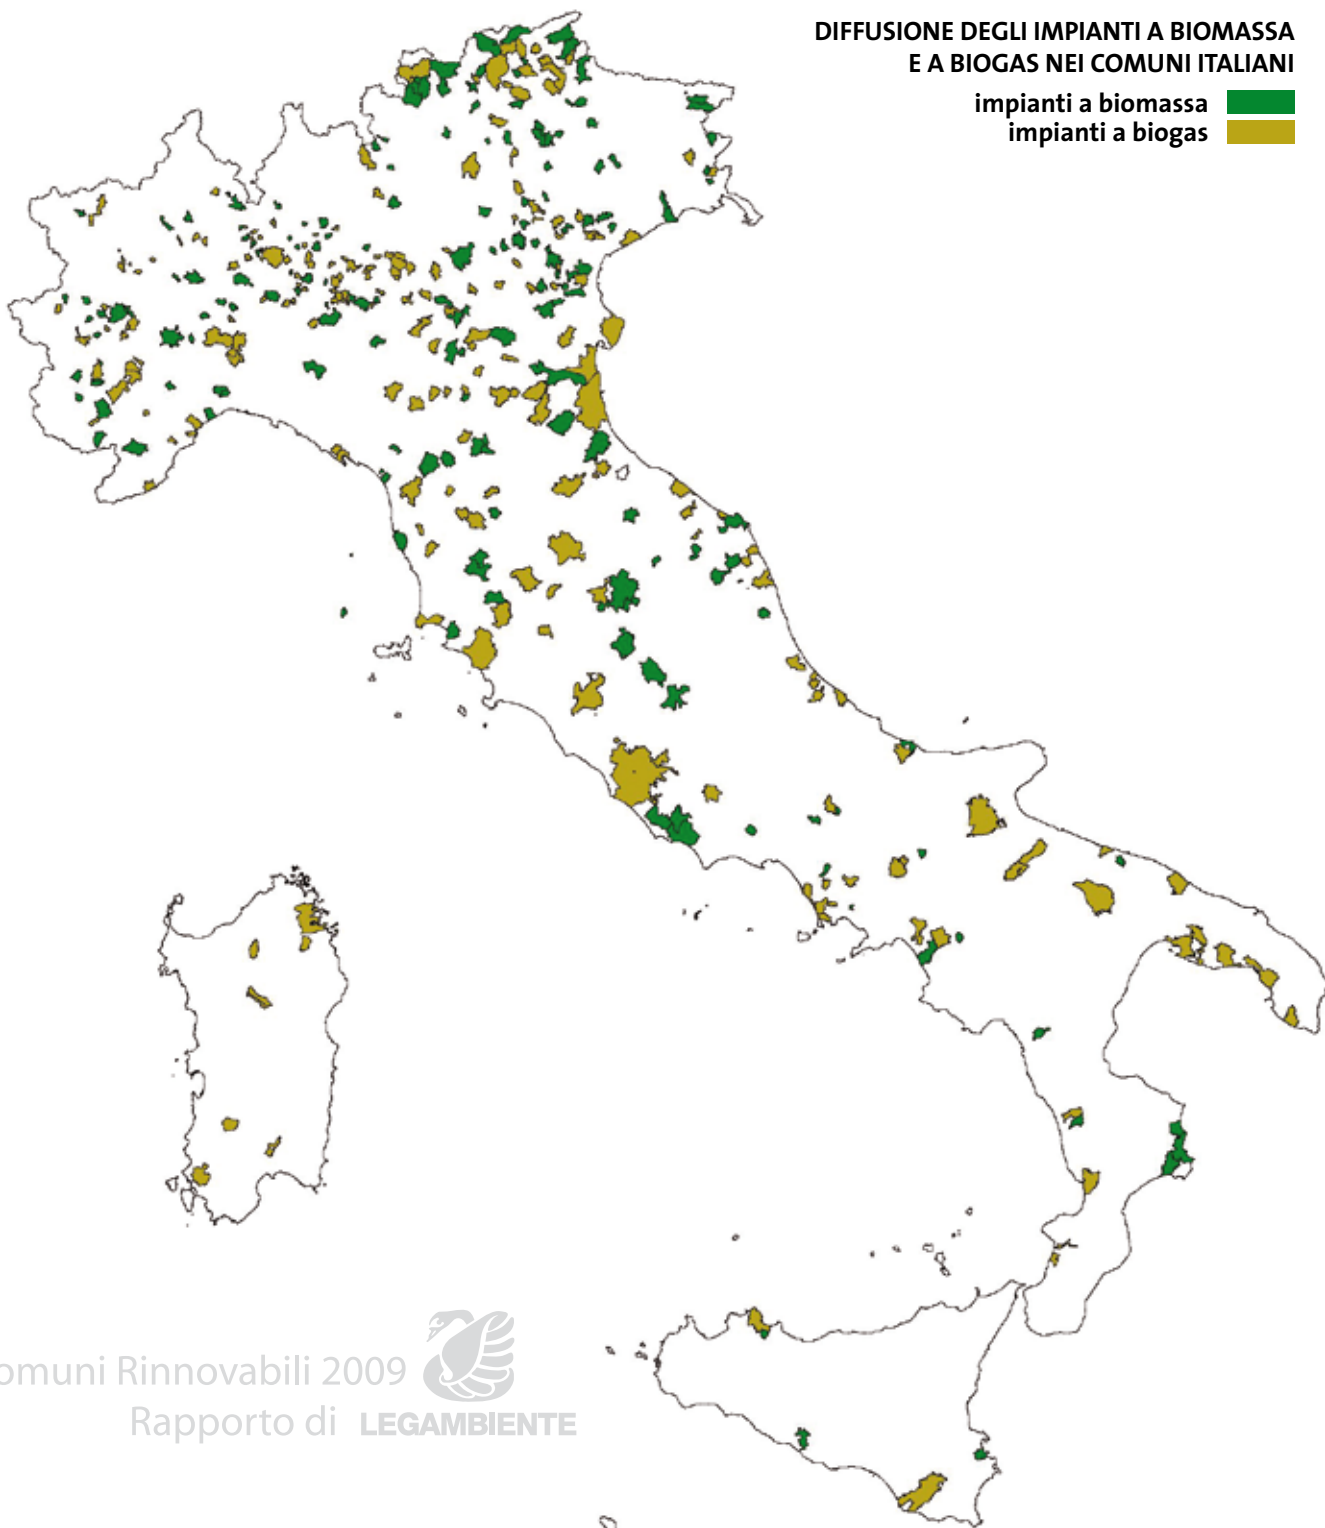 DIFFUSIONE DEGLI IMPIANTI A BIOMASSA
E A BIOGAS NEI COMUNI ITALIANI
impianti a biomassa
impianti a biogas
omuni Rinnovabili 2009
Rapporto di LEGAMBIENTE